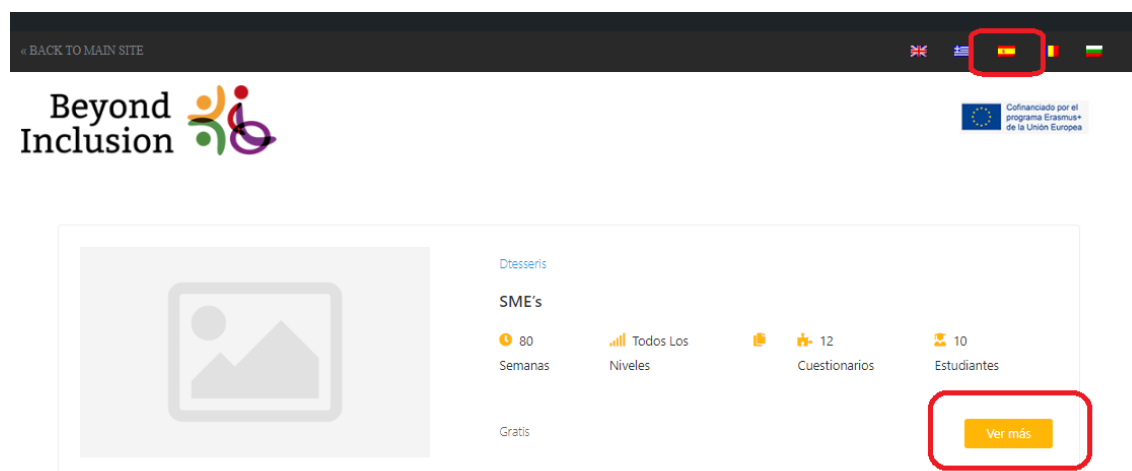 « BACK TO MAIN SITE
Beyond
Inclusion
Cofinanciado por el
programa Erasmus+
de la Unión Europea
Dtesseris
SME's
80
Semanas
Todos Los
Niveles
12
Cuestionarios
10
Estudiantes
Gratis
Ver más